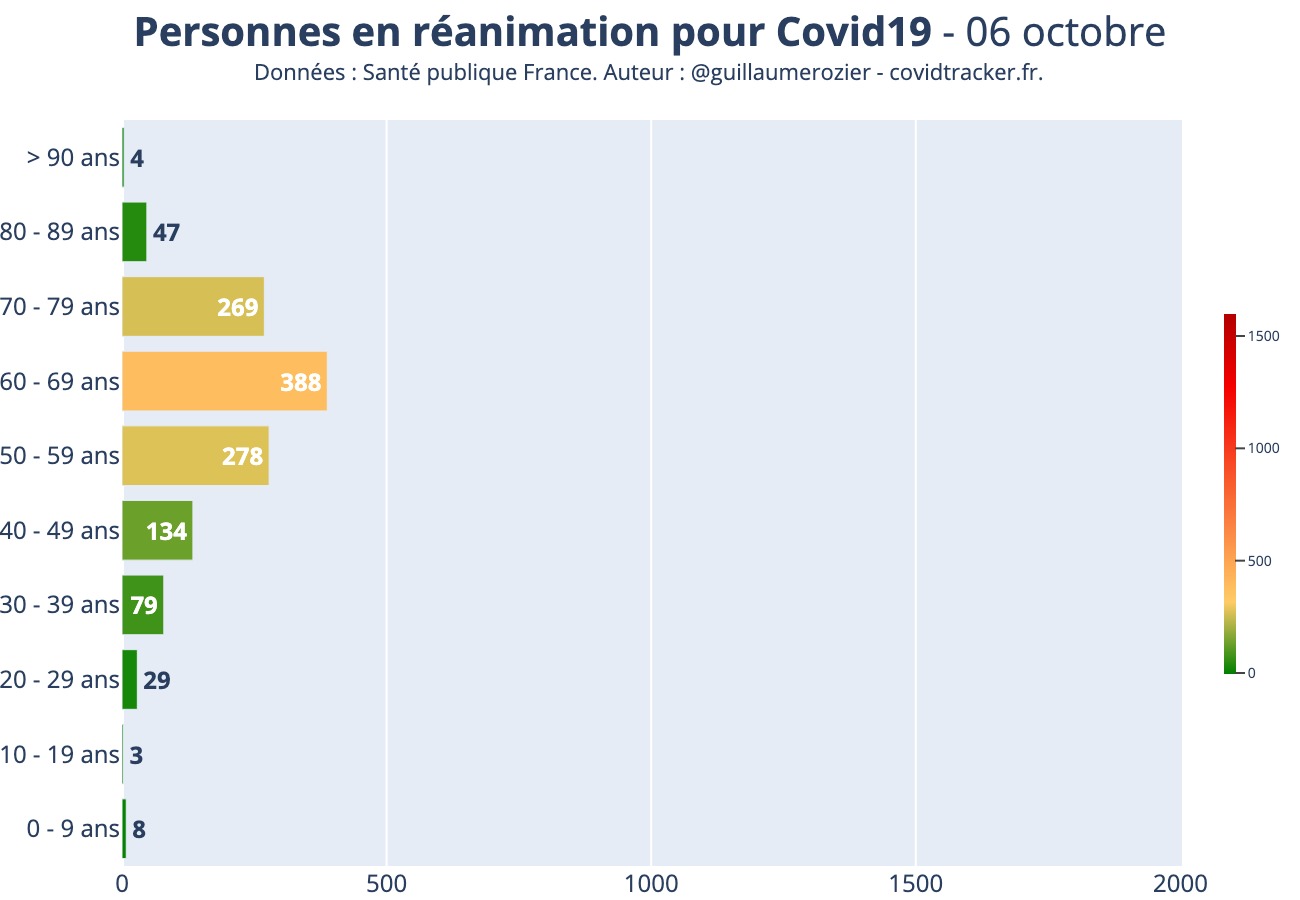 Personnes en réanimation pour Covid19 - 06 octobre
Données : Santé publique France. Auteur : @guillaumerozier - covidtracker.fr.
> 90 ans 4
80 - 89 ans 47
70 - 79 ans 269
60 - 69 ans 388
50 - 59 ans 278
40 - 49 ans 134
30 - 39 ans 79
20 - 29 ans 29
10 - 19 ans 3
0 - 9 ans 8
0 500 1000 1500 2000
1500
1000
500
0